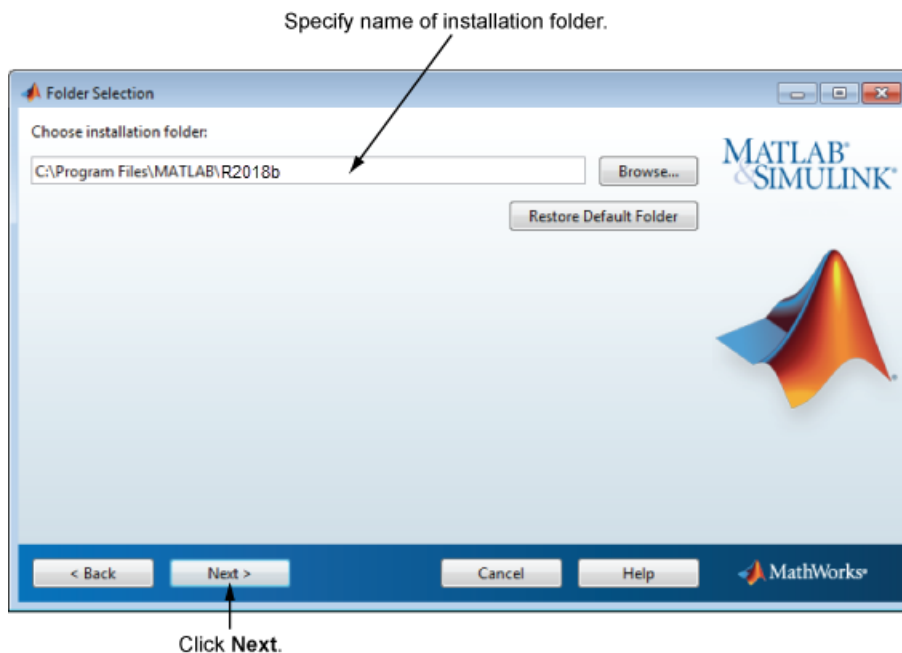 Specify name of installation folder.
Folder Selection
Choose installation folder:
C:\Program Files\MATLAB\R2018b
Browse...
Restore Default Folder
MATLAB®
&SIMULINK®
< Back
Next >
Cancel
Help
MathWorks®
Click Next.